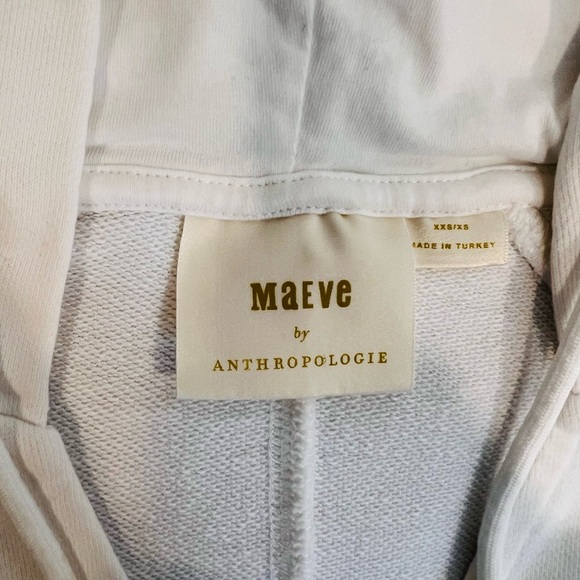 MaEVe
by
ANTHROPOLOGIE
XXS/XS
MADE IN TURKEY